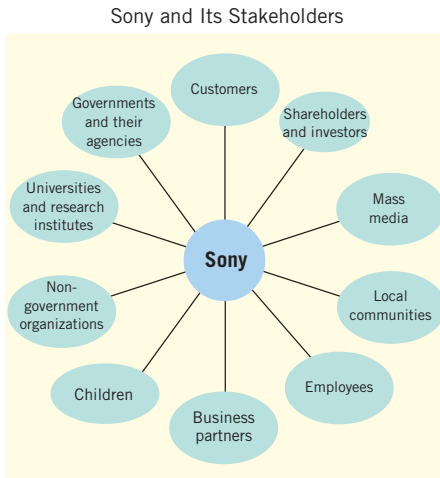 Sony and Its Stakeholders
Customers
Shareholders
and investors
Mass
media
Local
communities
Employees
Business
partners
Children
Non-
government
organizations
Universities
and research
institutes
Governments
and their
agencies
Sony